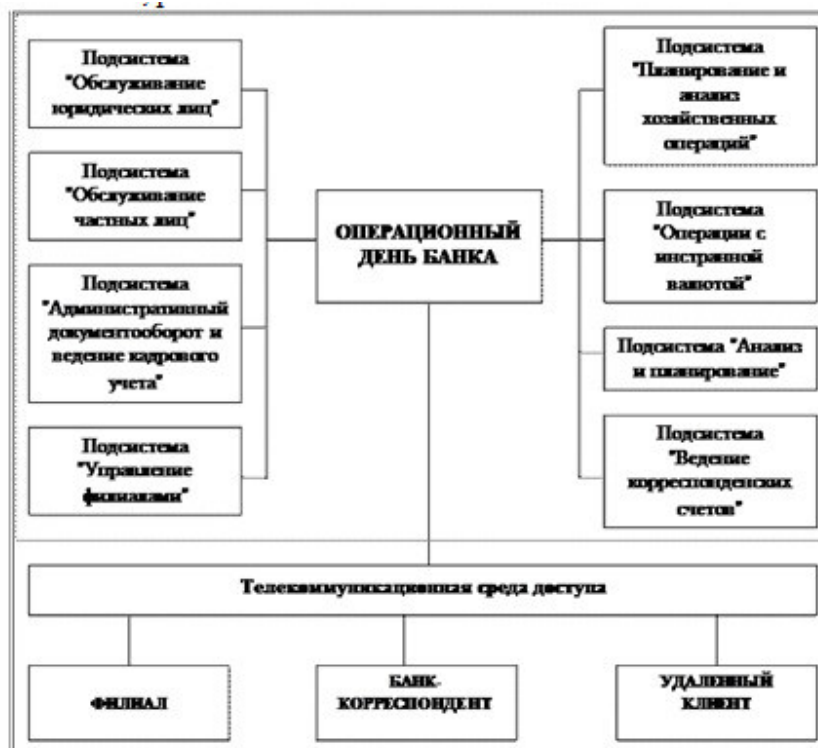 Подсистема
"Обслуживание
юридических лиц"
Подсистема
"Обслуживание
частных лиц"
Подсистема
"Административный
документооборот и
ведение кадрового
учета"
Подсистема
"Управление
филиалами"
ОПЕРАЦИОННЫЙ
ДЕНЬ БАНКА
Подсистема
"Планирование и
анализ
хозяйственных
операций"
Подсистема
"Операции с
инстранной
валютой"
Подсистема "Анализ
и планирование"
Подсистема
"Ведение
корреспонденских
счетов"
Телекоммуникационная среда доступа
ФИЛИАЛ
БАНК-
КОРРЕСПОНДЕНТ
УДАЛЕННЫЙ
КЛИЕНТ